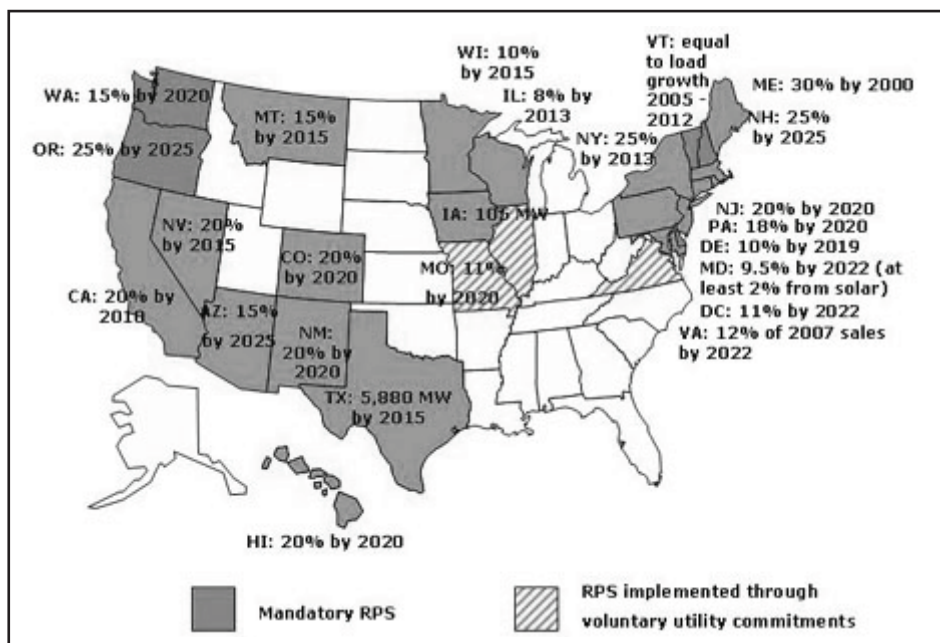 WI: 10%
by 2015
IL: 8% by
2013
VT: equal
to load
growth
2005 -
2012
ME: 30% by 2000
NH: 25%
by 2025
NY: 25%
by 2013
WA: 15% by 2020
MT: 15%
by 2015
OR: 25% by 2025
IA: 105 MW
NV: 20%
by 2015
CO: 20%
by 2020
MO: 11%
by 2020
NJ: 20% by 2020
PA: 18% by 2020
DE: 10% by 2019
MD: 9.5% by 2022 (at
least 2% from solar)
DC: 11% by 2022
VA: 12% of 2007 sales
by 2022
CA: 20% by
2010
AZ: 15%
by 2025
NM:
20% by
2020
TX: 5,880 MW
by 2015
HI: 20% by 2020
Mandatory RPS
RPS implemented through
voluntary utility commitments